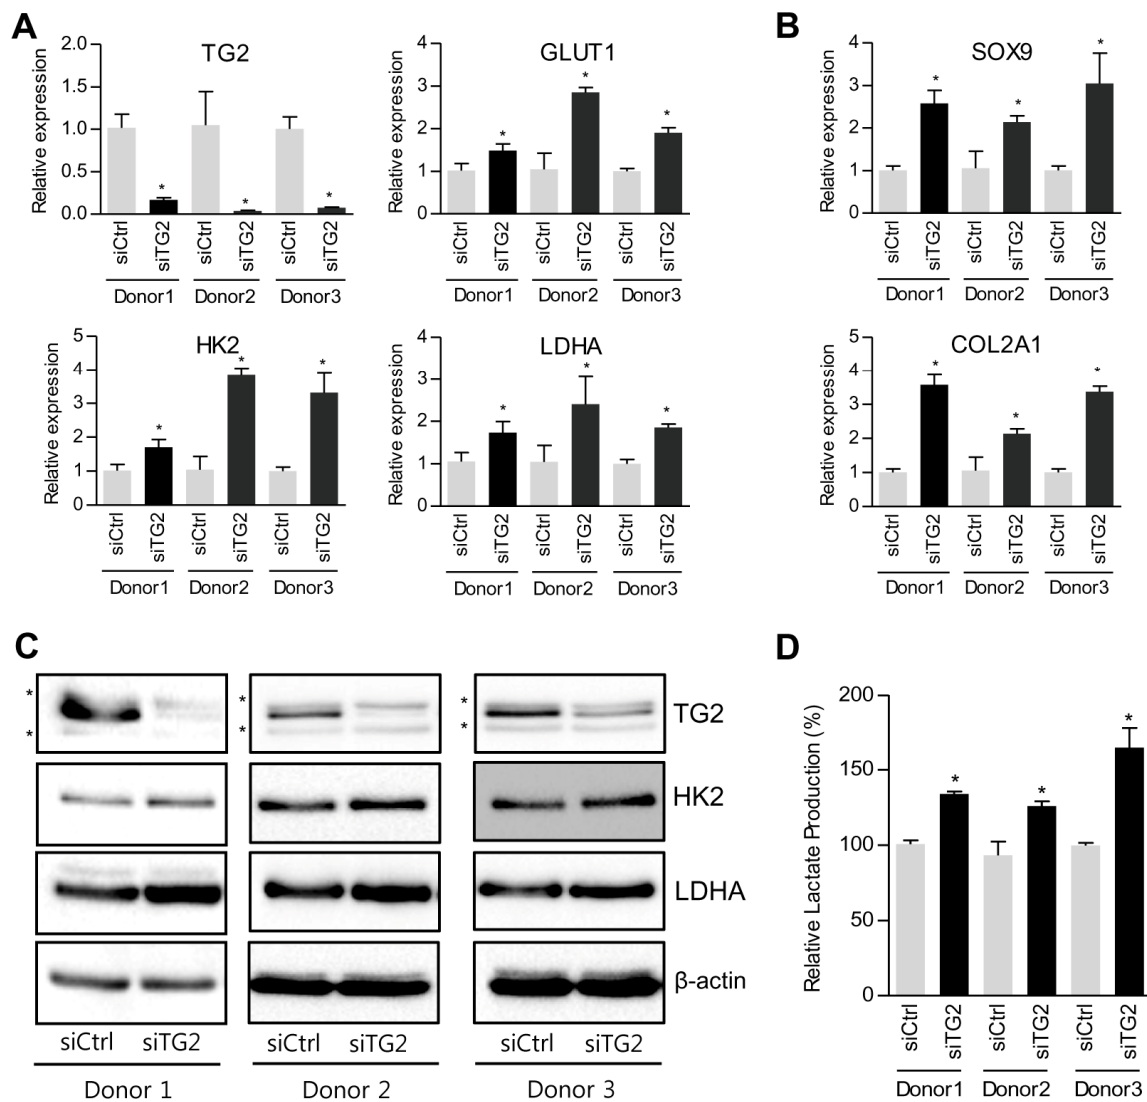 A
TG2
Relative expression
2.0
1.5
1.0
0.5
0.0
*
*
*
siCtrl
siTG2
siCtrl
siTG2
siCtrl
siTG2
Donor1
Donor2
Donor3
GLUT1
Relative expression
4
3
2
1
0
*
*
*
siCtrl
siTG2
siCtrl
siTG2
siCtrl
siTG2
Donor1
Donor2
Donor3
HK2
Relative expression
5
4
3
2
1
0
*
*
*
siCtrl
siTG2
siCtrl
siTG2
siCtrl
siTG2
Donor1
Donor2
Donor3
LDHA
Relative expression
4
3
2
1
0
*
*
*
siCtrl
siTG2
siCtrl
siTG2
siCtrl
siTG2
Donor1
Donor2
Donor3
B
SOX9
Relative expression
4
3
2
1
0
*
*
*
siCtrl
siTG2
siCtrl
siTG2
siCtrl
siTG2
Donor1
Donor2
Donor3
COL2A1
Relative expression
5
4
3
2
1
0
*
*
*
siCtrl
siTG2
siCtrl
siTG2
siCtrl
siTG2
Donor1
Donor2
Donor3
C
*
*
*
*
*
*
TG2
HK2
LDHA
β-actin
siCtrl siTG2
siCtrl siTG2
siCtrl siTG2
Donor 1
Donor 2
Donor 3
D
Relative Lactate Production (%)
200
150
100
50
0
*
*
*
siCtrl
siTG2
siCtrl
siTG2
siCtrl
siTG2
Donor1
Donor2
Donor3